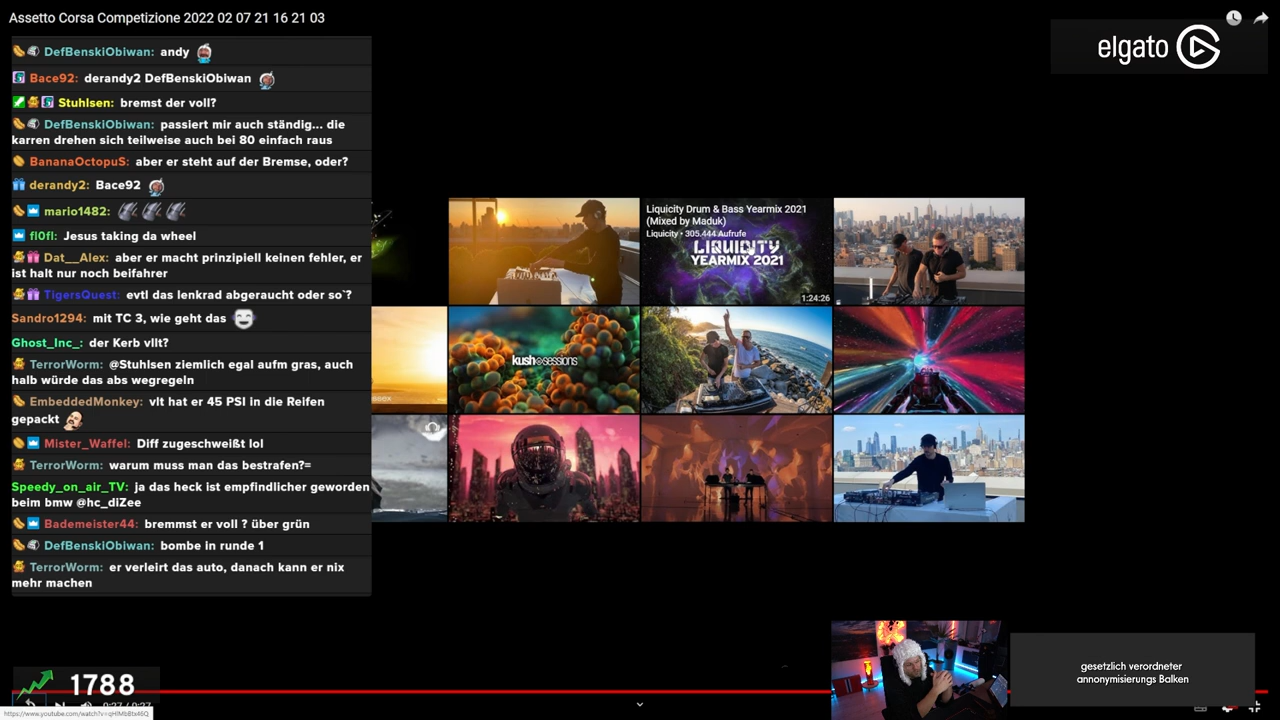 Assetto Corsa Competizione 2022 02 07 21 16 21 03
elgato
DefBenskiObiwan: andy
Bace92: derandy2 DefBenskiObiwan
Stuhlsen: bremst der voll?
DefBenskiObiwan: passiert mir auch ständig... die
karren drehen sich teilweise auch bei 80 einfach raus
BananaOctopuS: aber er steht auf der Bremse, oder?
derandy2: Bace92
mario1482:
fl0fl: Jesus taking da wheel
Dat__Alex: aber er macht prinzipiell keinen fehler, er
ist halt nur noch beifahrer
TigersQuest: evtl das lenkrad abgeraucht oder so`?
Sandro1294: mit TC 3, wie geht das
Ghost_Inc_: der Kerb vllt?
TerrorWorm: @Stuhlsen ziemlich egal aufm gras, auch
halb würde das abs wegregeln
EmbeddedMonkey: vlt hat er 45 PSI in die Reifen
gepackt
Mister_Waffel: Diff zugeschweißt lol
TerrorWorm: warum muss man das bestrafen?=
Speedy_on_air_TV: ja das heck ist empfindlicher geworden
beim bmw @hc_diZee
Bademeister44: bremmst er voll ? über grün
DefBenskiObiwan: bombe in runde 1
TerrorWorm: er verleirt das auto, danach kann er nix
mehr machen
Liquicity Drum & Bass Yearmix 2021
(Mixed by Maduk)
Liquicity • 305.444 Aufrufe
LIQUICITY
YEARMIX 2021
1:24:26
kush sessions
1788
0:27 / 0:27
gesetzlich verordneter
annonymisierungs Balken